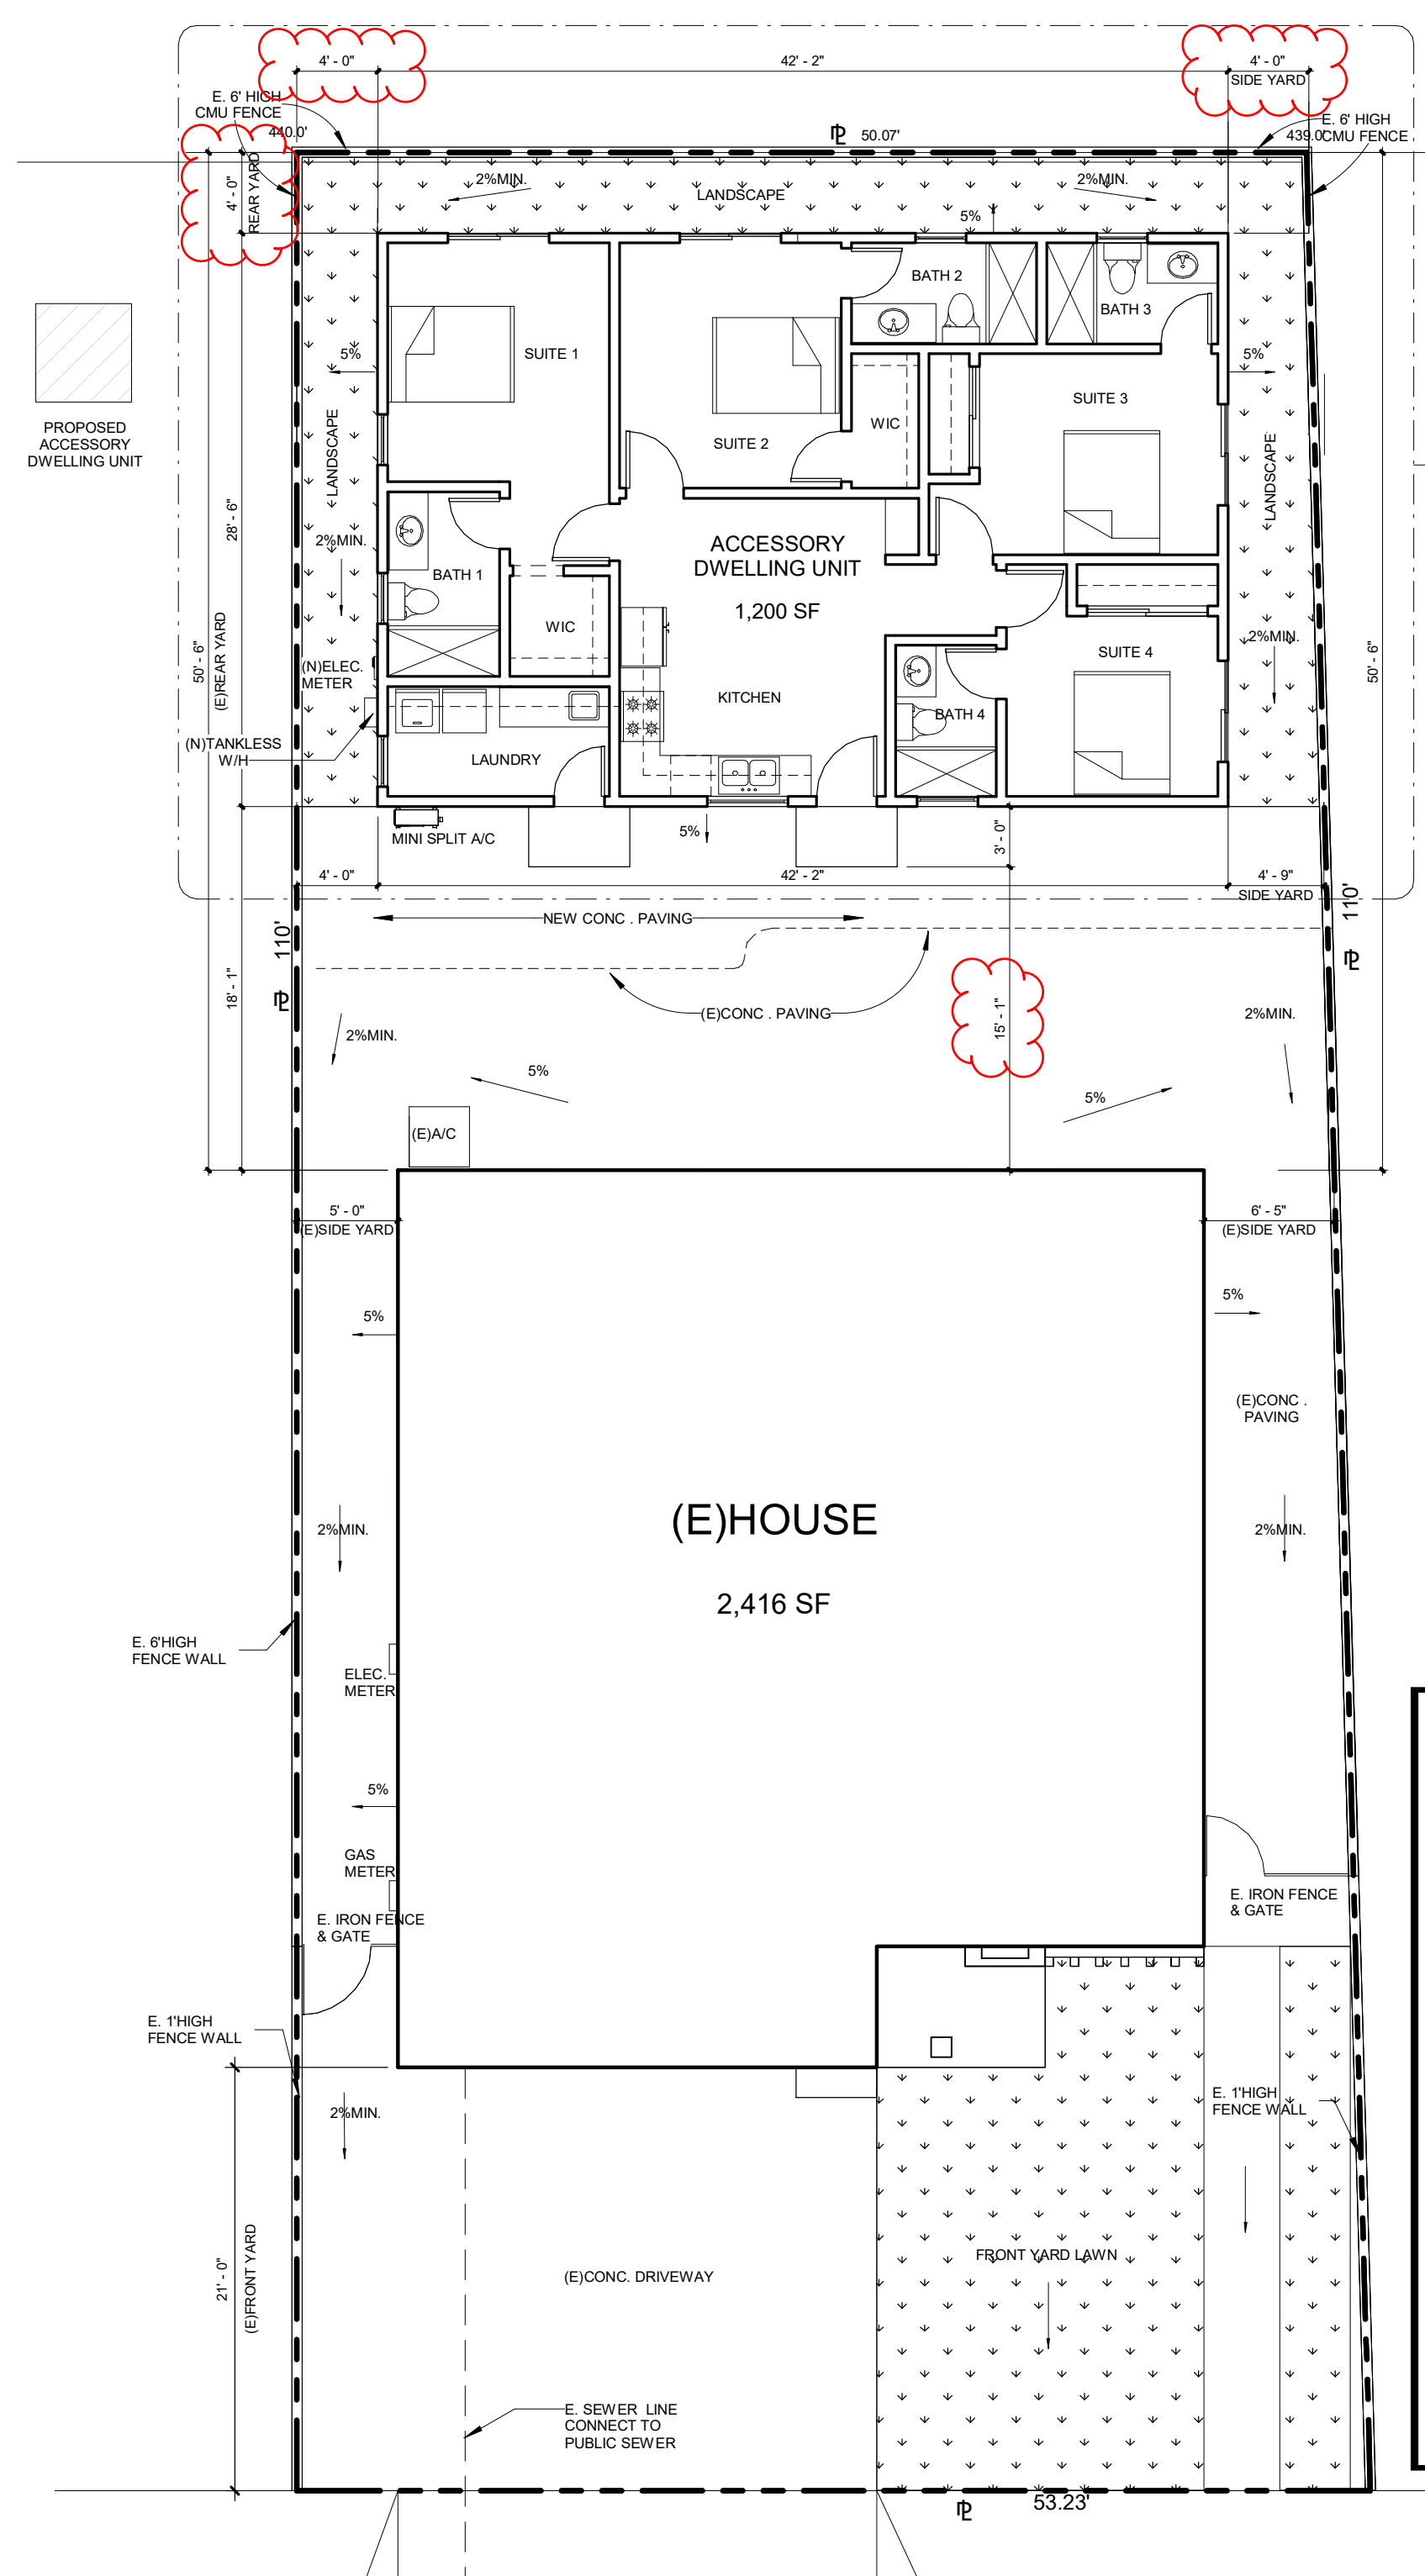 4' - 0"
42' - 2"
4' - 0"
SIDE YARD
E. 6' HIGH
CMU FENCE
440.0'
PL
50.07'
439.0'
E. 6' HIGH
CMU FENCE
4' - 0"
REAR YARD
2%MIN.
LANDSCAPE
2%MIN.
5%
BATH 2
BATH 3
SUITE 1
5%
5%
SUITE 3
PROPOSED
ACCESSORY
DWELLING UNIT
LANDSCAPE
SUITE 2
WIC
LANDSCAPE
28' - 6"
2%MIN.
ACCESSORY
DWELLING UNIT
1,200 SF
BATH 1
WIC
2%MIN.
SUITE 4
50' - 6"
(E)REAR YARD
50' - 6"
(N)ELEC.
METER
KITCHEN
BATH 4
(N)TANKLESS
W/H
LAUNDRY
MINI SPLIT A/C
5%
3' - 0"
4' - 0"
42' - 2"
4' - 9"
SIDE YARD
NEW CONC . PAVING
110'
110'
PL
PL
18' - 1"
(E)CONC . PAVING
15' - 1"
2%MIN.
2%MIN.
5%
5%
(E)A/C
5' - 0"
(E)SIDE YARD
6' - 5"
(E)SIDE YARD
5%
5%
(E)CONC .
PAVING
(E)HOUSE
2,416 SF
2%MIN.
2%MIN.
E. 6'HIGH
FENCE WALL
ELEC.
METER
5%
GAS
METER
E. IRON FENCE
& GATE
E. IRON FENCE
& GATE
E. 1'HIGH
FENCE WALL
2%MIN.
E. 1'HIGH
FENCE WALL
21' - 0"
(E)FRONT YARD
FRONT YARD LAWN
(E)CONC. DRIVEWAY
E. SEWER LINE
CONNECT TO
PUBLIC SEWER
PL
53.23'